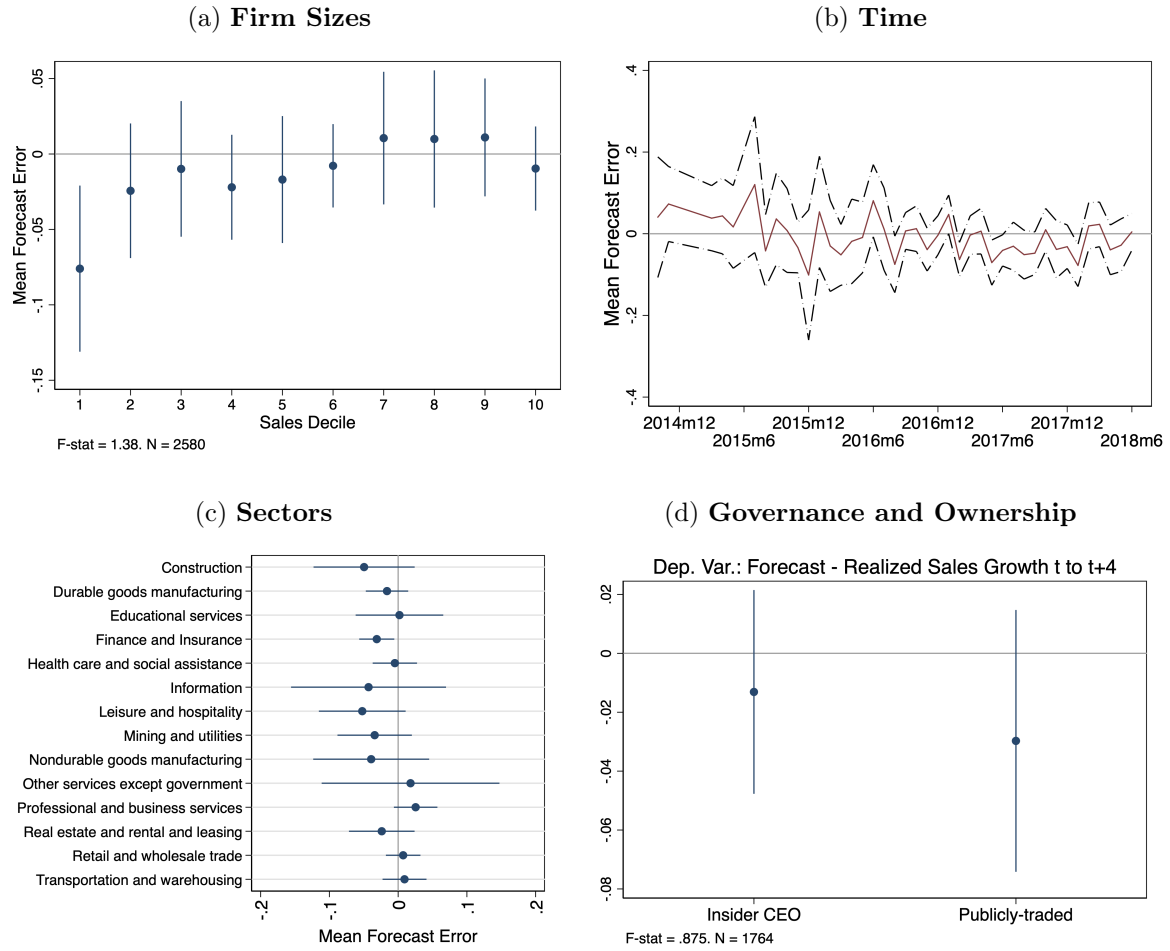 (a) Firm Sizes
Mean Forecast Error
.05
0
-.05
-.1
-.15
1 2 3 4 5 6 7 8 9 10
Sales Decile
F-stat = 1.38. N = 2580
(b) Time
Mean Forecast Error
.4
.2
0
-.2
-.4
2014m12 2015m12 2016m12 2017m12
2015m6 2016m6 2017m6 2018m6
(c) Sectors
Construction
Durable goods manufacturing
Educational services
Finance and Insurance
Health care and social assistance
Information
Leisure and hospitality
Mining and utilities
Nondurable goods manufacturing
Other services except government
Professional and business services
Real estate and rental and leasing
Retail and wholesale trade
Transportation and warehousing
-.2 -.1 0 .1 .2
Mean Forecast Error
(d) Governance and Ownership
Dep. Var.: Forecast - Realized Sales Growth t to t+4
.02
0
-.02
-.04
-.06
-.08
Insider CEO Publicly-traded
F-stat = .875. N = 1764